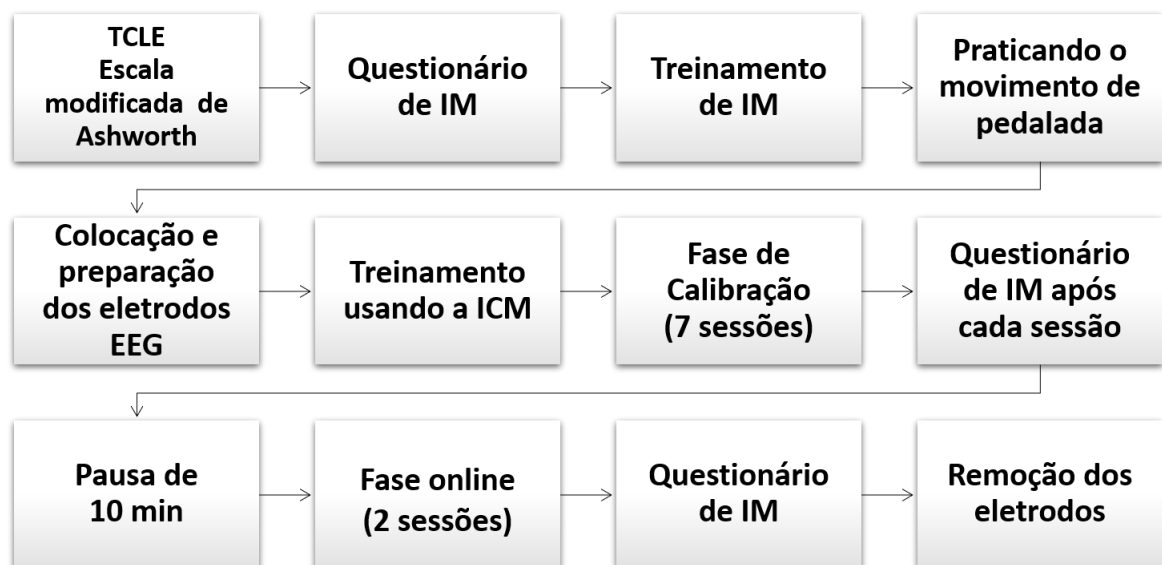 TCLE
Escala
modificada de
Ashworth
Questionário
de IM
Treinamento
de IM
Praticando o
movimento de
pedalada
Colocação e
preparação
dos eletrodos
EEG
Treinamento
usando a ICM
Fase de
Calibração
(7 sessões)
Questionário
de IM após
cada sessão
Pausa de
10 min
Fase online
(2 sessões)
Questionário
de IM
Remoção dos
eletrodos